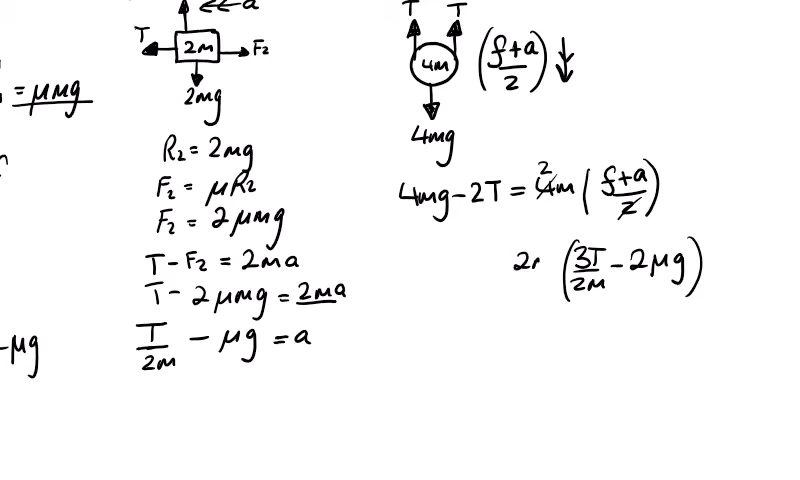 = μmg
- μg
a
T
2m
F₂
2mg
R₂ = 2mg
F₂ = μR₂
F₂ = 2μmg
T - F₂ = 2ma
T - 2μmg = 2ma
T/2m - μg = a
T T
4m
(f+a/2)
4mg
4mg - 2T = 4m (f+a/2)
2
(3T/2m - 2μg)